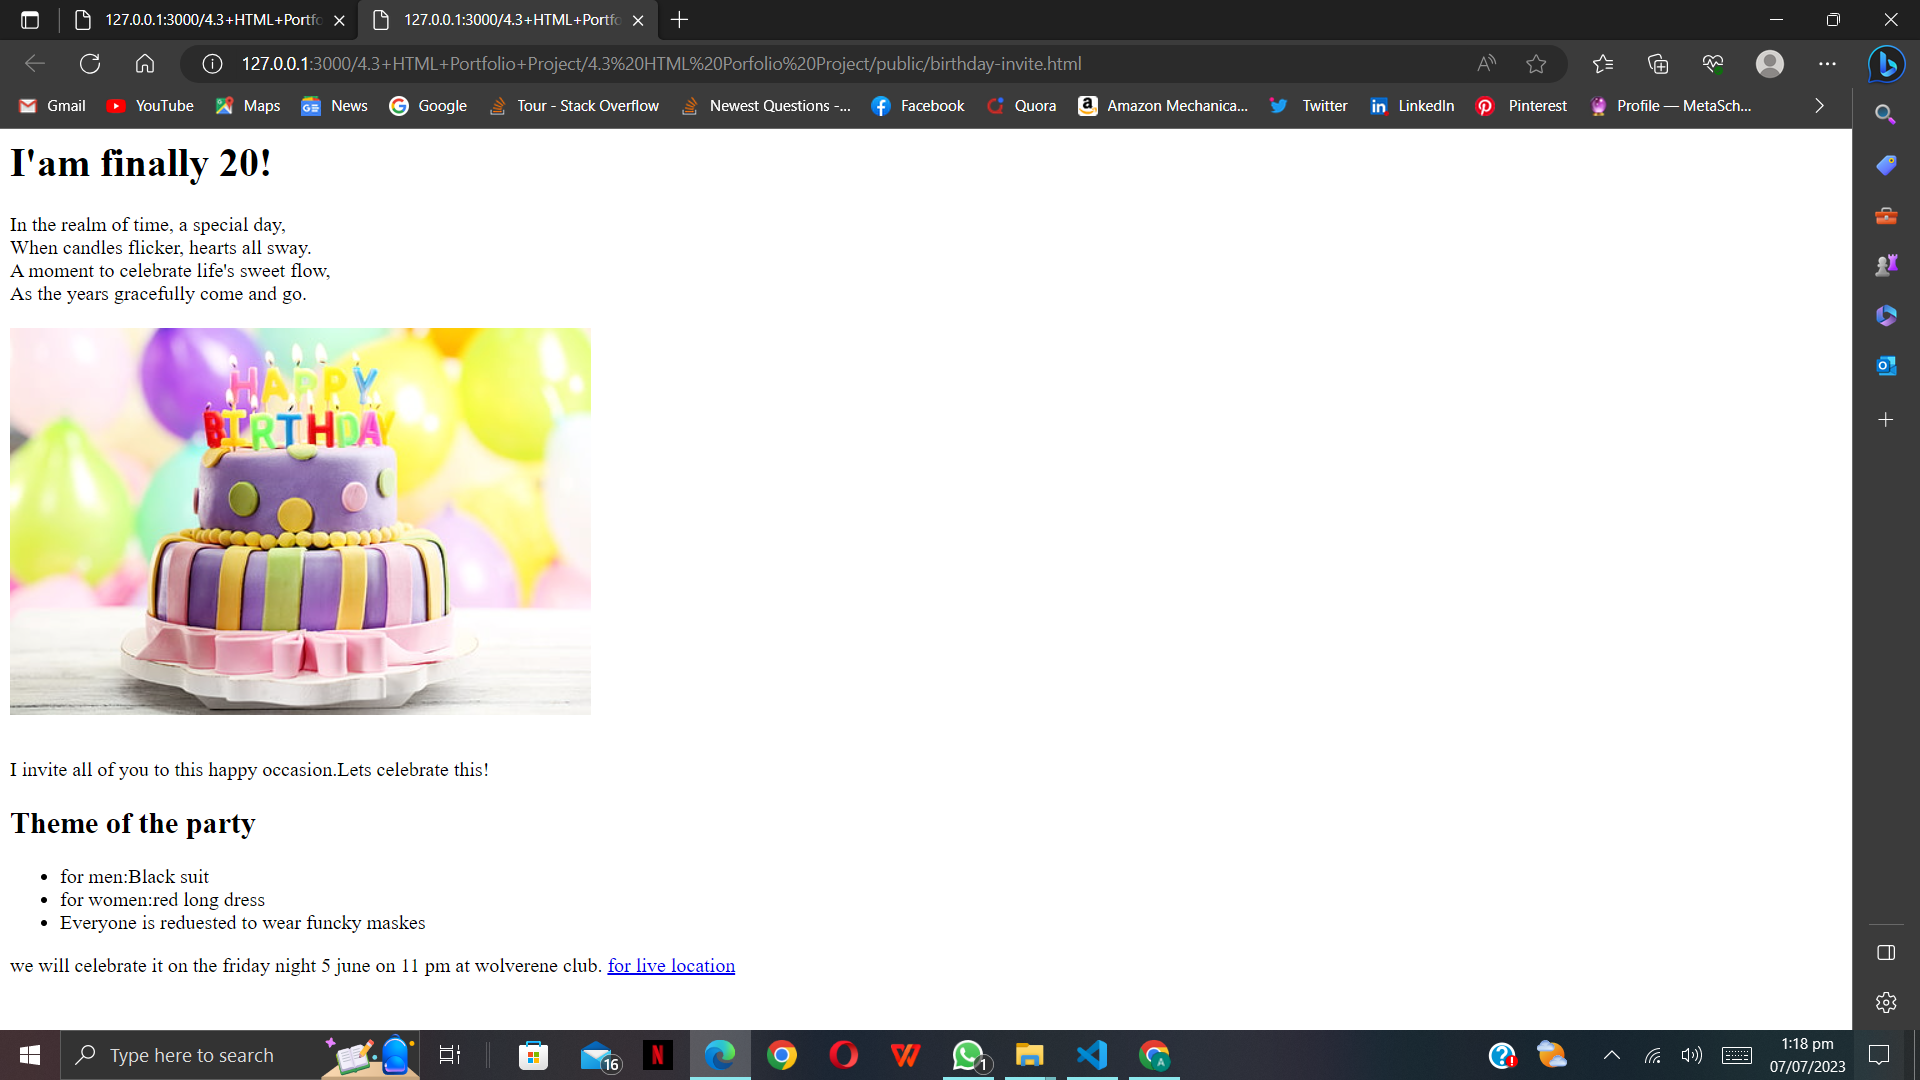 127.0.0.1:3000/4.3+HTML+Portfo
127.0.0.1:3000/4.3+HTML+Portfo
127.0.0.1:3000/4.3+HTML+Portfolio+Project/4.3%20HTML%20Porfolio%20Project/public/birthday-invite.html
Gmail YouTube Maps News Google Tour - Stack Overflow Newest Questions -... Facebook Quora Amazon Mechanica... Twitter LinkedIn Pinterest Profile — MetaSch...
I'am finally 20!
In the realm of time, a special day,
When candles flicker, hearts all sway.
A moment to celebrate life's sweet flow,
As the years gracefully come and go.
HAPPY
BIRTHDAY
I invite all of you to this happy occasion.Lets celebrate this!
Theme of the party
for men:Black suit
for women:red long dress
Everyone is reduested to wear funcky maskes
we will celebrate it on the friday night 5 june on 11 pm at wolverene club. for live location
Type here to search
16
1
1:18 pm
07/07/2023